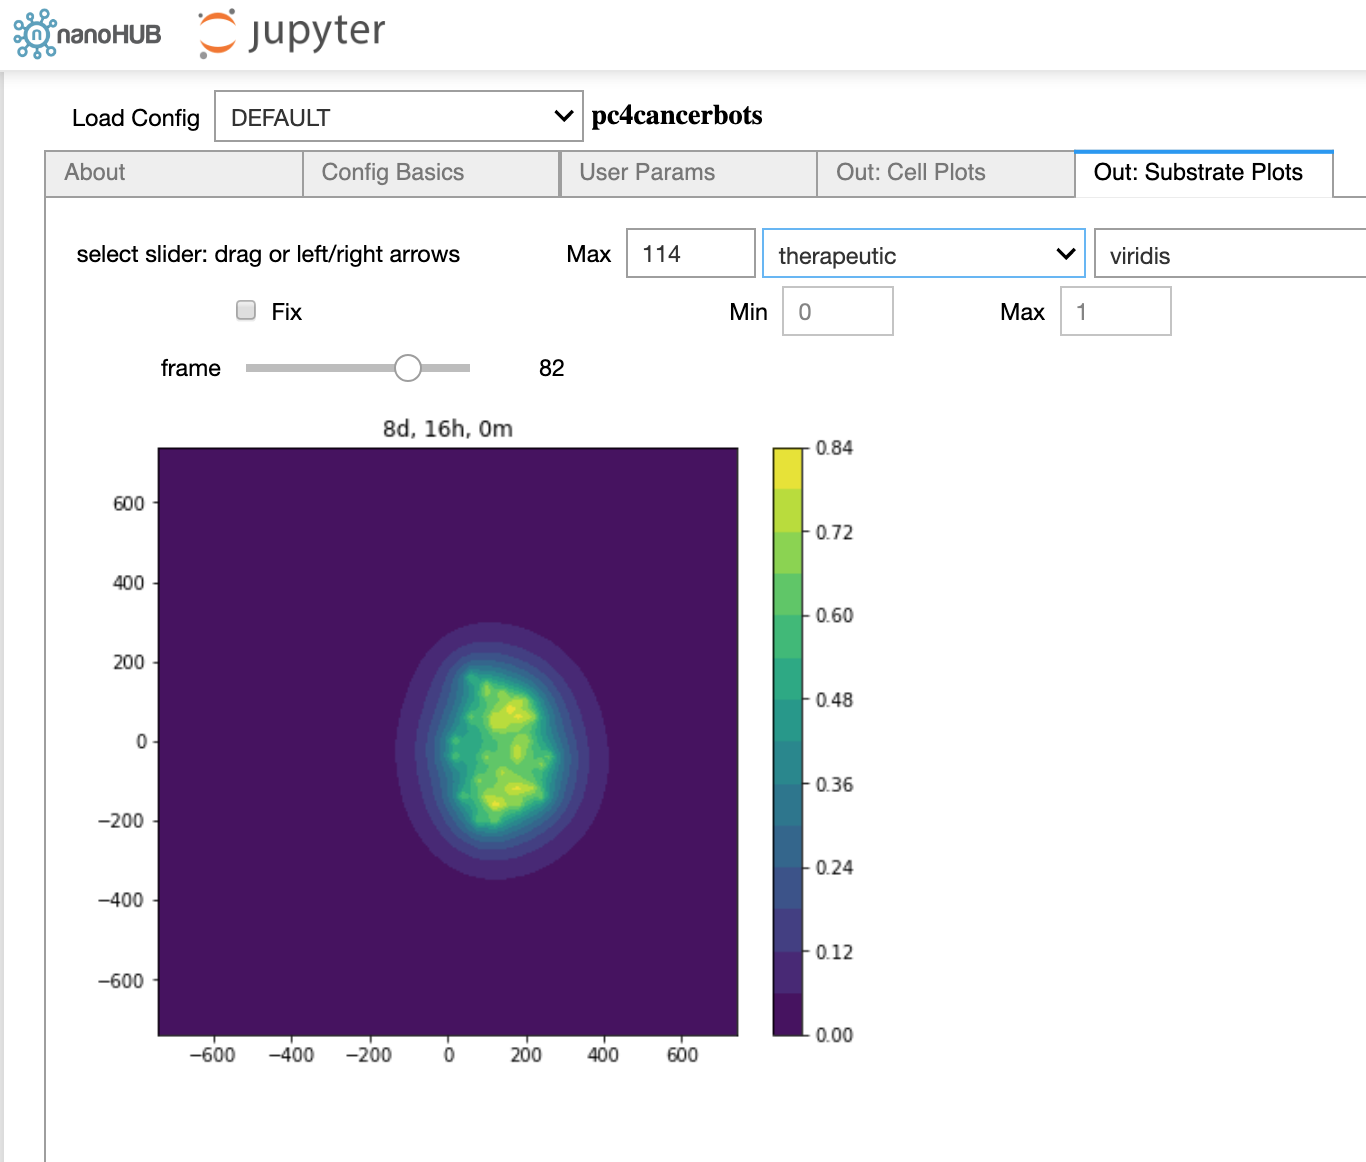 nanoHUB jupyter
Load Config DEFAULT pc4cancerbots
About Config Basics User Params Out: Cell Plots Out: Substrate Plots
select slider: drag or left/right arrows Max 114 therapeutic viridis
Fix Min 0 Max 1
frame 82
8d, 16h, 0m
0.84
600
0.72
400
0.60
200
0.48
0
0.36
−200
0.24
−400
0.12
−600
0.00
−600 −400 −200 0 200 400 600